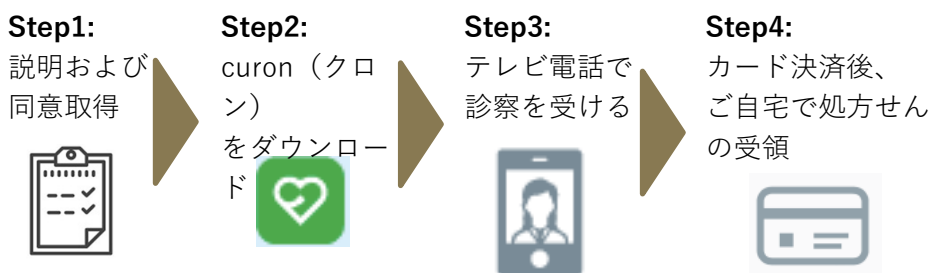 Step1:
説明および
同意取得
Step2:
curon（クロ
ン）
をダウンロー
ド
Step3:
テレビ電話で
診察を受ける
Step4:
カード決済後、
ご自宅で処方せん
の受領